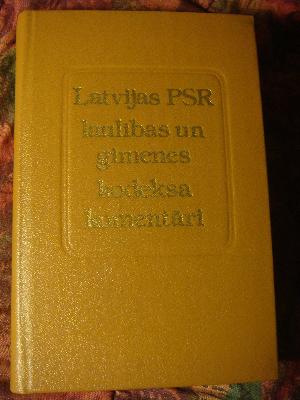 Latvijas PSR
laulības un
ģimenes
kodeksa
komentāri